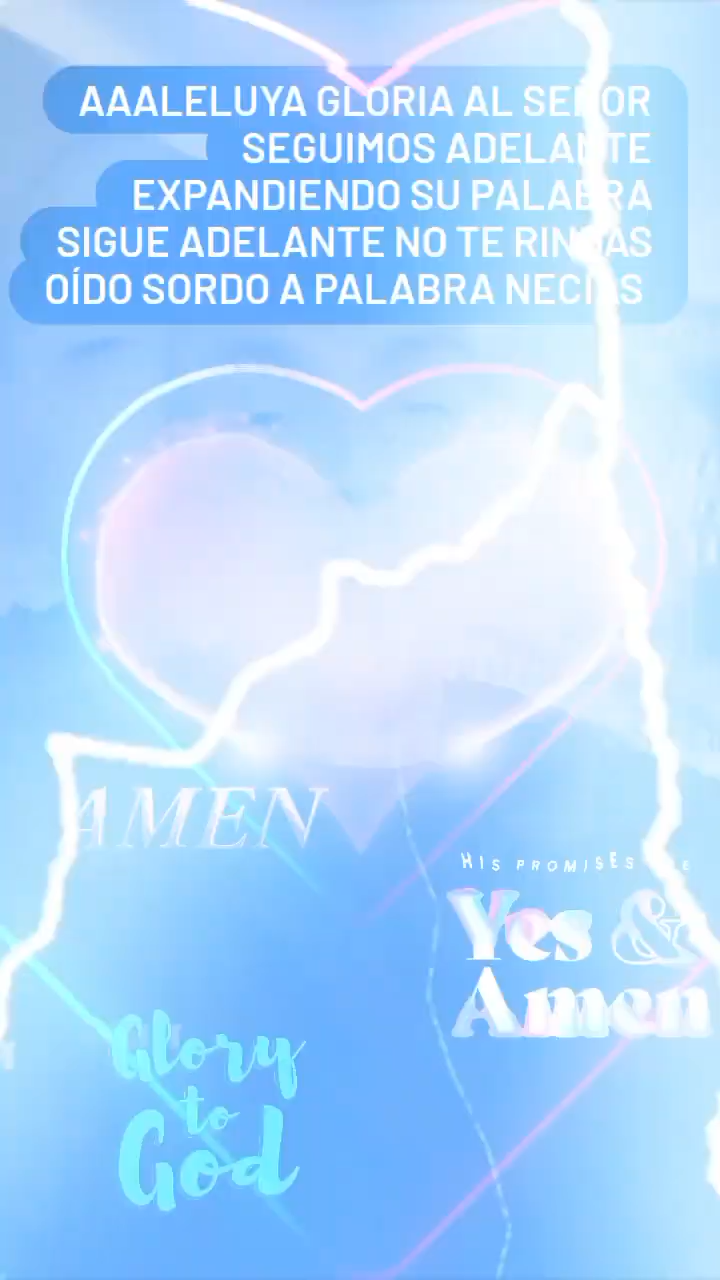 AAALELUYA GLORIA AL SEÑOR
SEGUIMOS ADELANTE
EXPANDIENDO SU PALABRA
SIGUE ADELANTE NO TE RINDAS
OÍDO SORDO A PALABRA NECIAS
AMEN
HIS PROMISES
Yes &
Amen
Glory
to
God